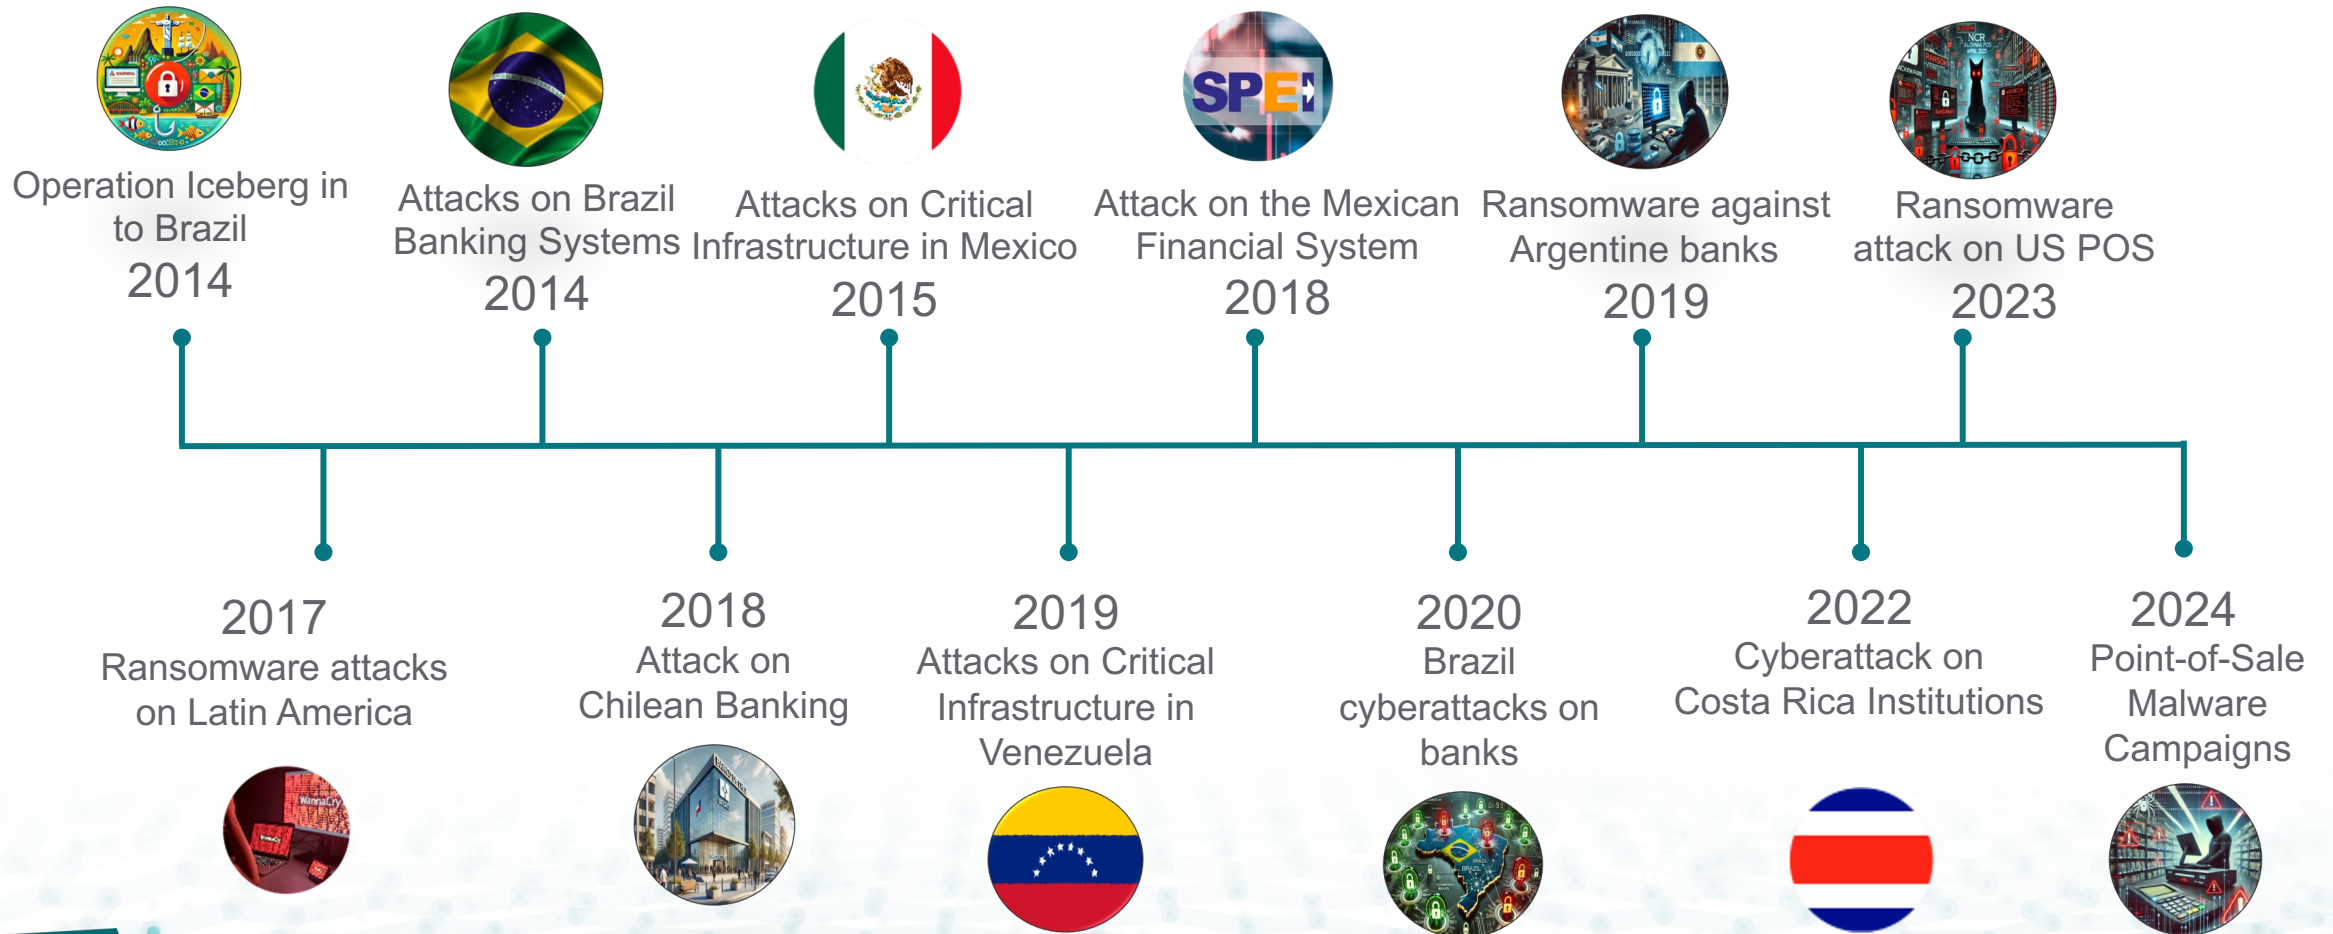 Operation Iceberg in
to Brazil
2014
Attacks on Brazil
Banking Systems
2014
Attacks on Critical
Infrastructure in Mexico
2015
SPEI
Attack on the Mexican
Financial System
2018
Ransomware against
Argentine banks
2019
NCR
Ransomware
attack on US POS
2023
2017
Ransomware attacks
on Latin America
WannaCry
2018
Attack on
Chilean Banking
2019
Attacks on Critical
Infrastructure in
Venezuela
2020
Brazil
cyberattacks on
banks
BRAZIL
2022
Cyberattack on
Costa Rica Institutions
2024
Point-of-Sale
Malware
Campaigns